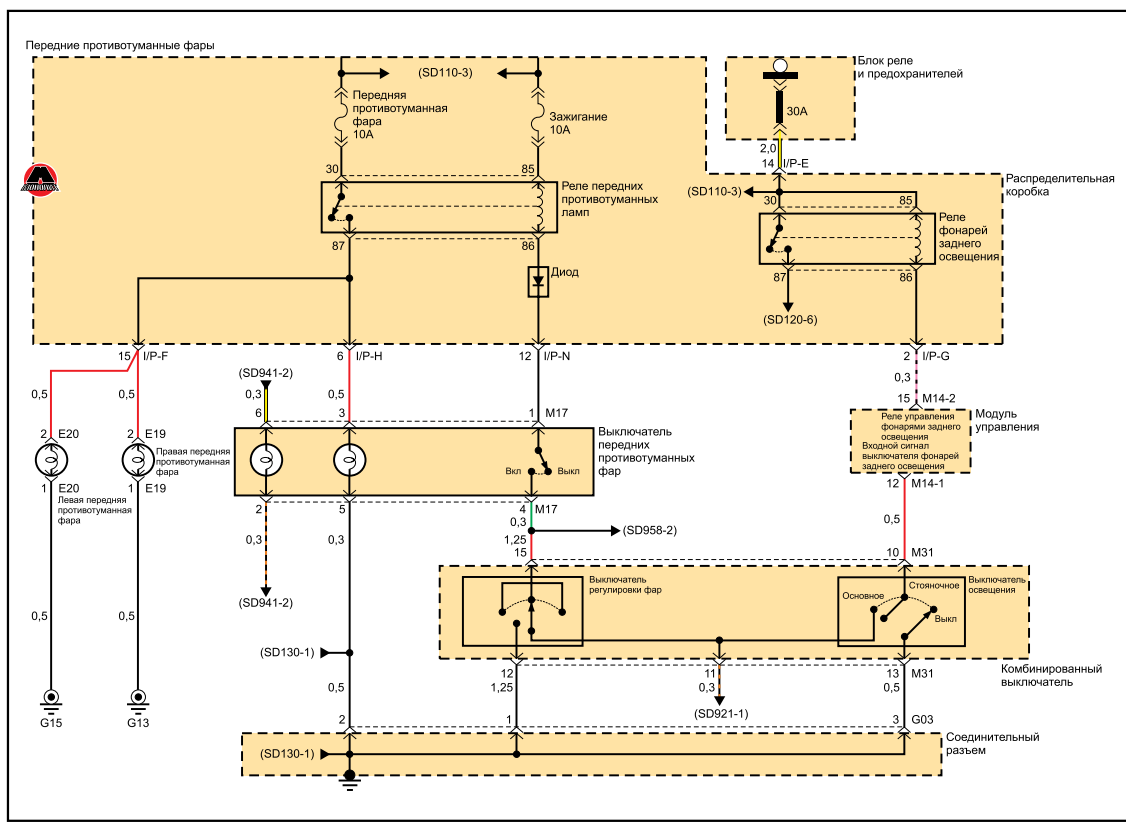 Передние противотуманные фары
(SD110-3)
Передняя
противотуманная
фара
10А
Зажигание
10А
Блок реле
и предохранителей
30А
2,0
14
I/P-E
30
85
(SD110-3)
30
85
Распределительная
коробка
Реле передних
противотуманных
ламп
Реле
фонарей
заднего
освещения
87
86
87
86
Диод
(SD120-6)
15
I/P-F
6
I/P-H
12
I/P-N
2
I/P-G
(SD941-2)
0,3
0,5
0,5
0,3
0,5
6
3
1
M17
15
M14-2
Реле управления
фонарями заднего
освещения
Входной сигнал
выключателя фонарей
заднего освещения
Модуль
управления
2
E20
2
E19
Правая передняя
противотуманная
фара
Выключатель
передних
противотуманных
фар
Вкл
Выкл
1
E20
1
E19
Левая передняя
противотуманная
фара
12
M14-1
2
5
4
M17
0,3
0,3
0,3
(SD958-2)
0,5
1,25
15
10
M31
Выключатель
регулировки фар
Стояночное
Основное
Выкл
Выключатель
освещения
(SD941-2)
0,5
0,5
(SD130-1)
12
11
13
M31
Комбинированный
выключатель
0,5
1,25
0,3
0,5
(SD921-1)
G15
G13
2
1
3
G03
Соединительный
разъем
(SD130-1)